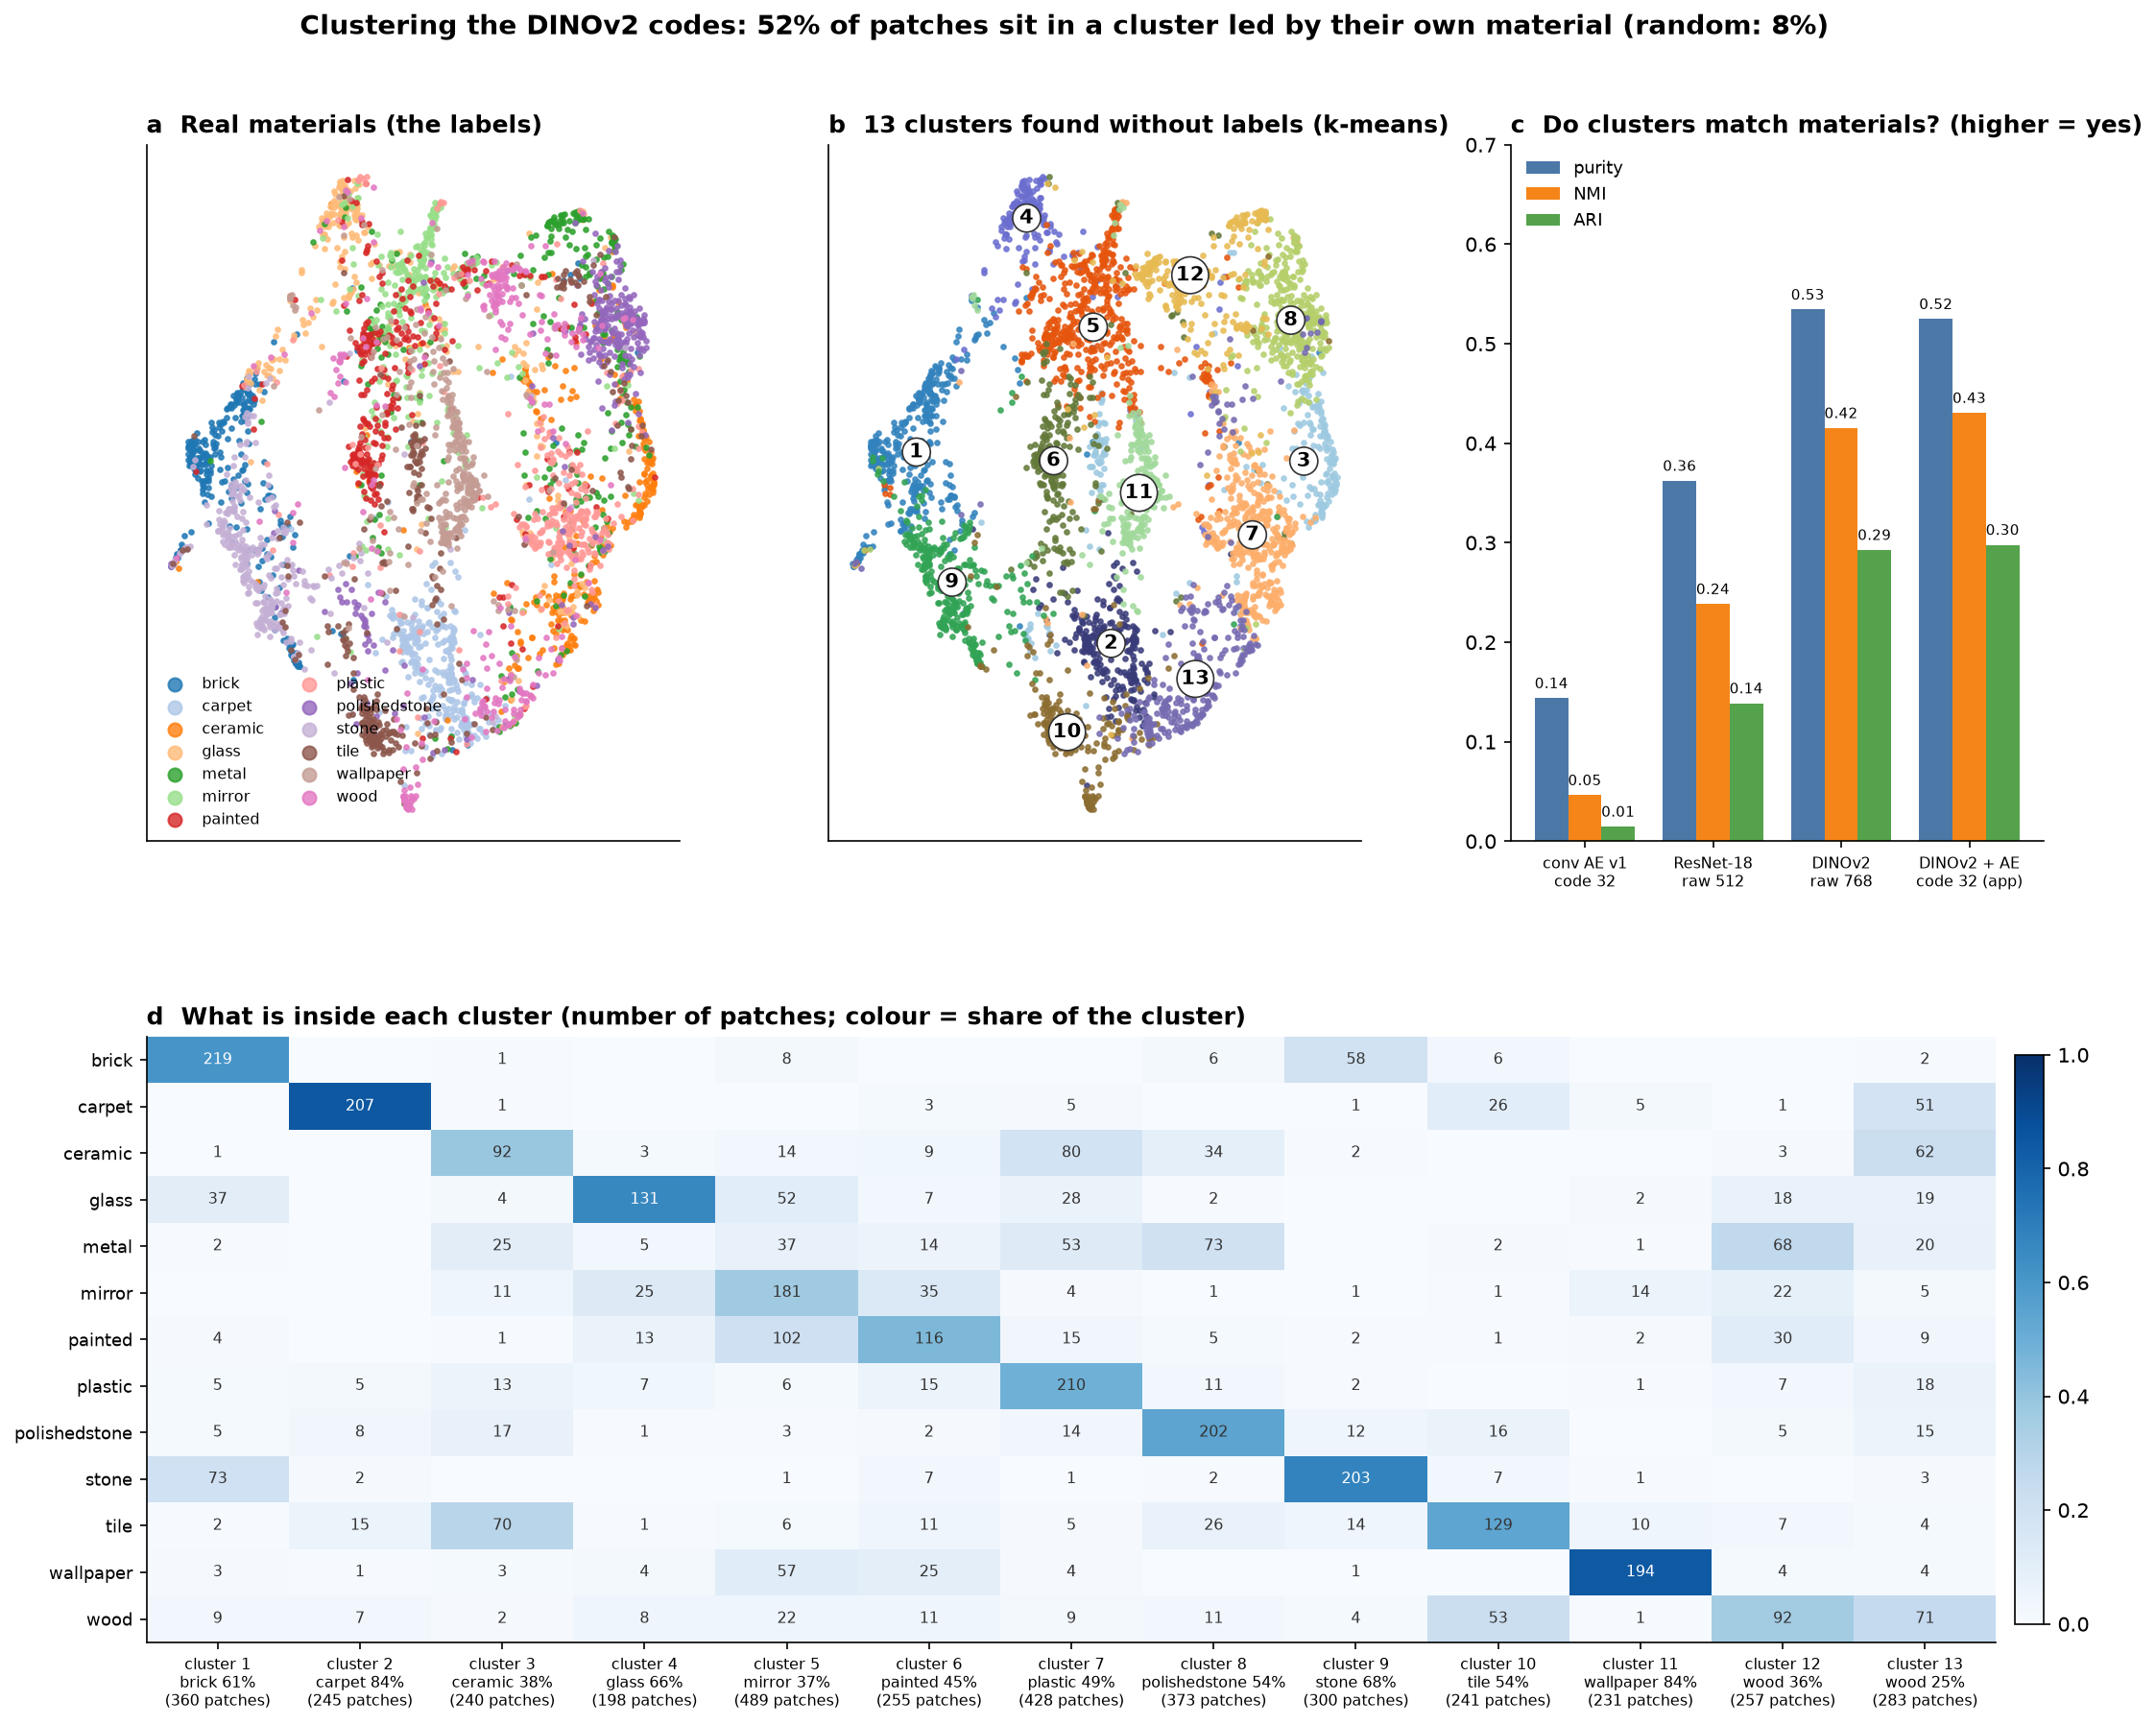 Clustering the DINOv2 codes: 52% of patches sit in a cluster led by their own material (random: 8%)
a Real materials (the labels)
brick
carpet
ceramic
glass
metal
mirror
painted
plastic
polishedstone
stone
tile
wallpaper
wood
b 13 clusters found without labels (k-means)
4
12
5
8
1
6
3
11
7
9
2
13
10
c Do clusters match materials? (higher = yes)
purity
NMI
ARI
0.7
0.6
0.5
0.4
0.3
0.2
0.1
0.0
0.14 0.05 0.01
0.36 0.24 0.14
0.53 0.42 0.29
0.52 0.43 0.30
conv AE v1
code 32
ResNet-18
raw 512
DINOv2
raw 768
DINOv2 + AE
code 32 (app)
d What is inside each cluster (number of patches; colour = share of the cluster)
brick 219 1 8 6 58 6 2
carpet 207 1 3 5 1 26 5 1 51
ceramic 1 92 3 14 9 80 34 2 3 62
glass 37 4 131 52 7 28 2 2 18 19
metal 2 25 5 37 14 53 73 2 1 68 20
mirror 11 25 181 35 4 1 1 1 14 22 5
painted 4 1 13 102 116 15 5 2 1 2 30 9
plastic 5 5 13 7 6 15 210 11 2 1 7 18
polishedstone 5 8 17 1 3 2 14 202 12 16 5 15
stone 73 2 1 7 1 2 203 7 1 3
tile 2 15 70 1 6 11 5 26 14 129 10 7 4
wallpaper 3 1 3 4 57 25 4 1 194 4 4
wood 9 7 2 8 22 11 9 11 4 53 1 92 71
cluster 1
brick 61%
(360 patches)
cluster 2
carpet 84%
(245 patches)
cluster 3
ceramic 38%
(240 patches)
cluster 4
glass 66%
(198 patches)
cluster 5
mirror 37%
(489 patches)
cluster 6
painted 45%
(255 patches)
cluster 7
plastic 49%
(428 patches)
cluster 8
polishedstone 54%
(373 patches)
cluster 9
stone 68%
(300 patches)
cluster 10
tile 54%
(241 patches)
cluster 11
wallpaper 84%
(231 patches)
cluster 12
wood 36%
(257 patches)
cluster 13
wood 25%
(283 patches)
1.0
0.8
0.6
0.4
0.2
0.0